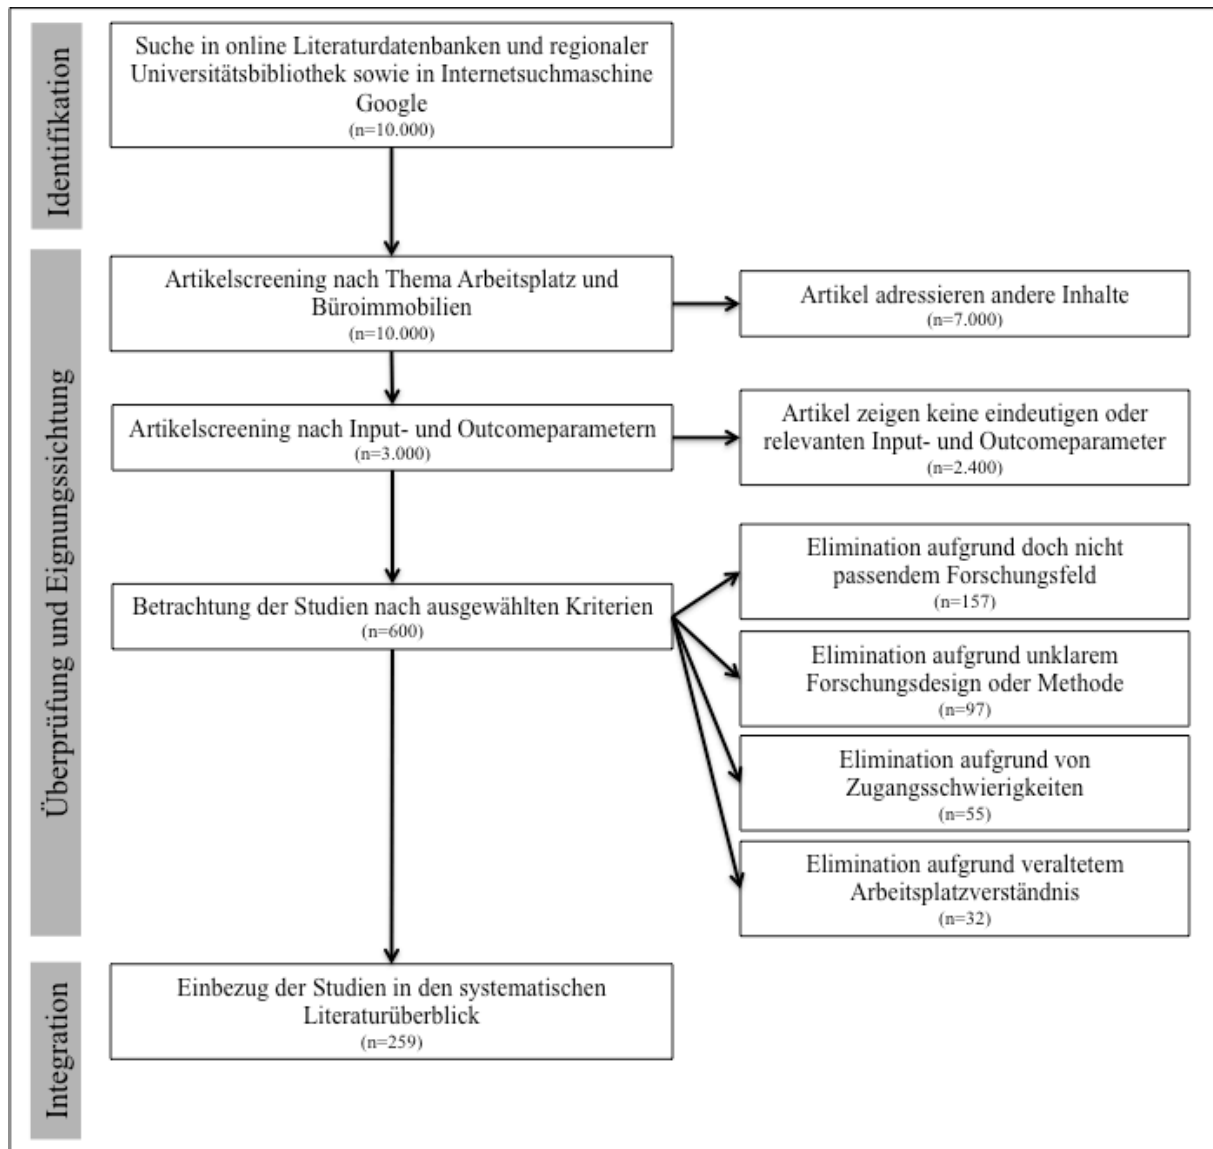 Identifikation
Suche in online Literaturdatenbanken und regionaler
Universitätsbibliothek sowie in Internetsuchmaschine
Google
(n=10.000)
Überprüfung und Eignungssichtung
Artikelscreening nach Thema Arbeitsplatz und
Büroimmobilien
(n=10.000)
Artikel adressieren andere Inhalte
(n=7.000)
Artikelscreening nach Input- und Outcomeparametern
(n=3.000)
Artikel zeigen keine eindeutigen oder
relevanten Input- und Outcomeparameter
(n=2.400)
Betrachtung der Studien nach ausgewählten Kriterien
(n=600)
Elimination aufgrund doch nicht
passendem Forschungsfeld
(n=157)
Elimination aufgrund unklarem
Forschungsdesign oder Methode
(n=97)
Elimination aufgrund von
Zugangsschwierigkeiten
(n=55)
Elimination aufgrund veraltetem
Arbeitsplatzverständnis
(n=32)
Integration
Einbezug der Studien in den systematischen
Literaturüberblick
(n=259)